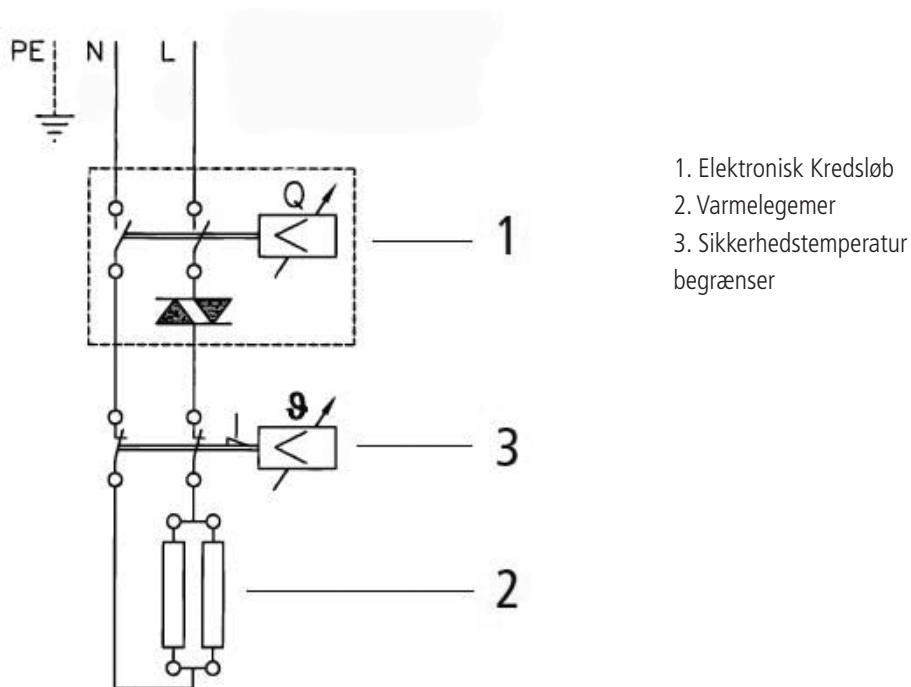 PE N L
Q
1
ϑ
3
2
1. Elektronisk Kredsløb
2. Varmelegemer
3. Sikkerhedstemperatur
begrænser